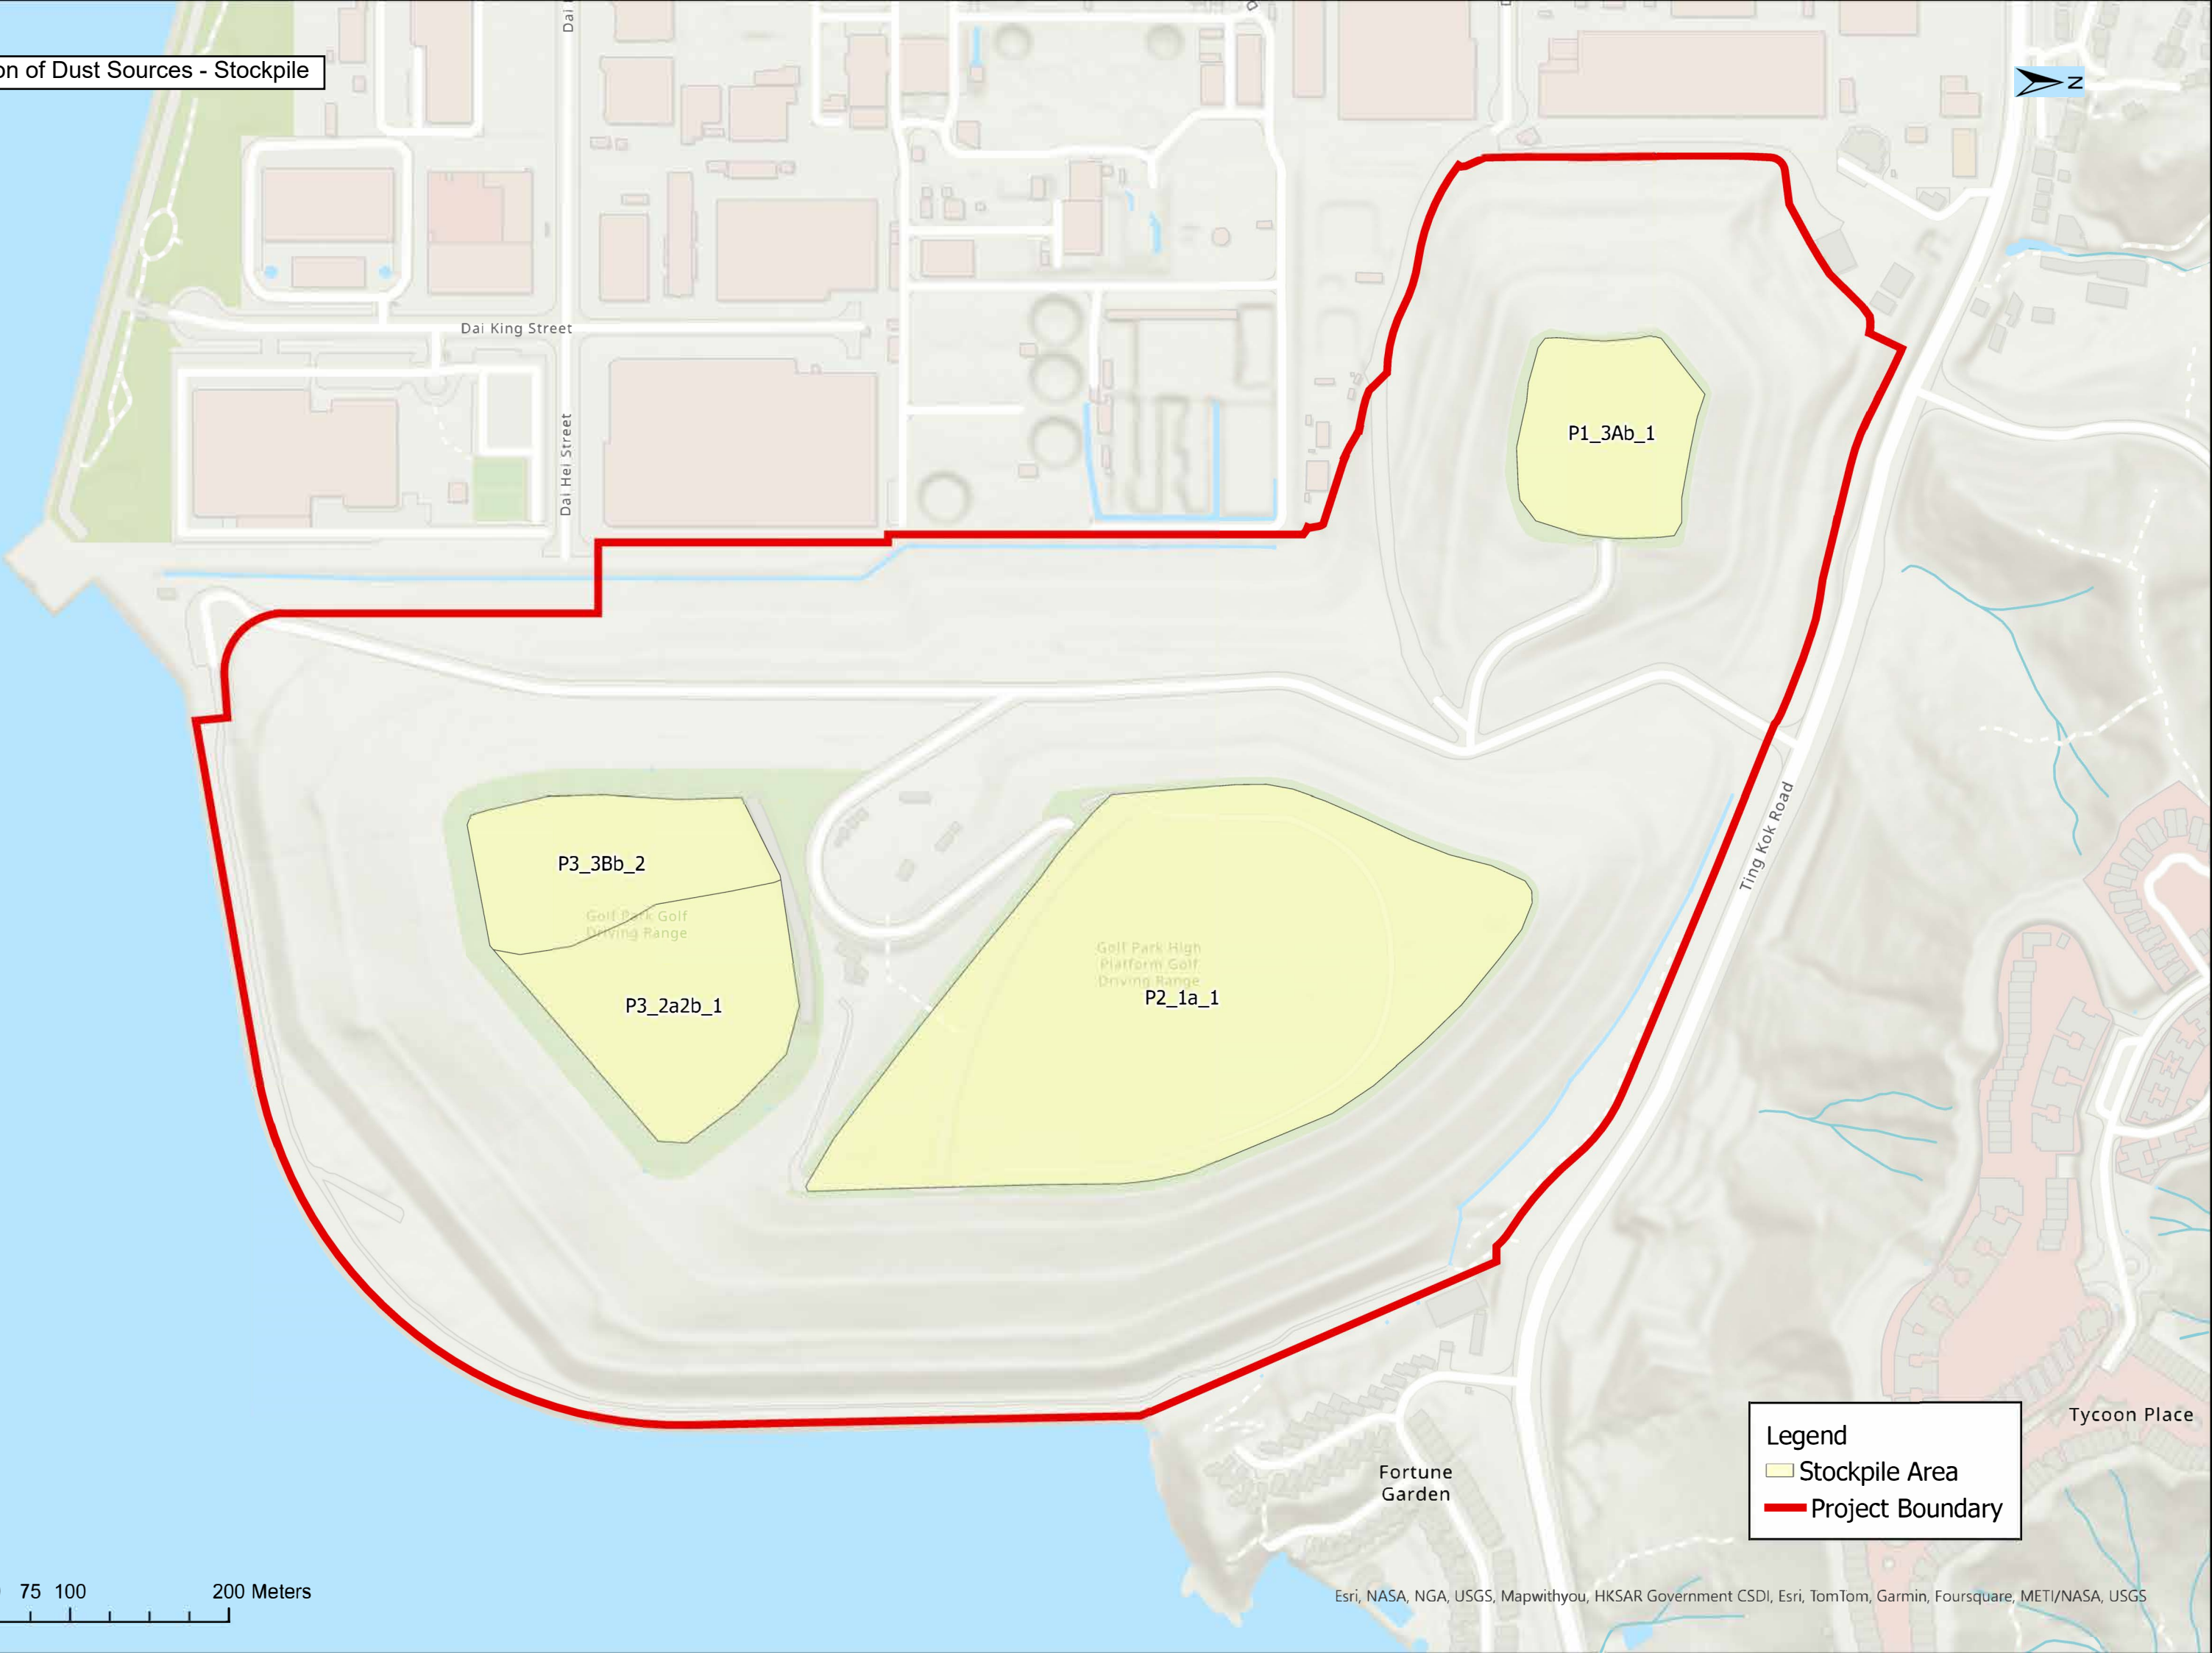 on of Dust Sources - Stockpile
N
Dai
Dai King Street
Dai Hei Street
P1_3Ab_1
P3_3Bb_2
Golf Park Golf
Driving Range
P3_2a2b_1
Golf Park High
Platform Golf
Driving Range
P2_1a_1
Ting Kok Road
Tycoon Place
Fortune
Garden
Legend
Stockpile Area
Project Boundary
75 100 200 Meters
Esri, NASA, NGA, USGS, Mapwithyou, HKSAR Government CSDI, Esri, TomTom, Garmin, Foursquare, METI/NASA, USGS